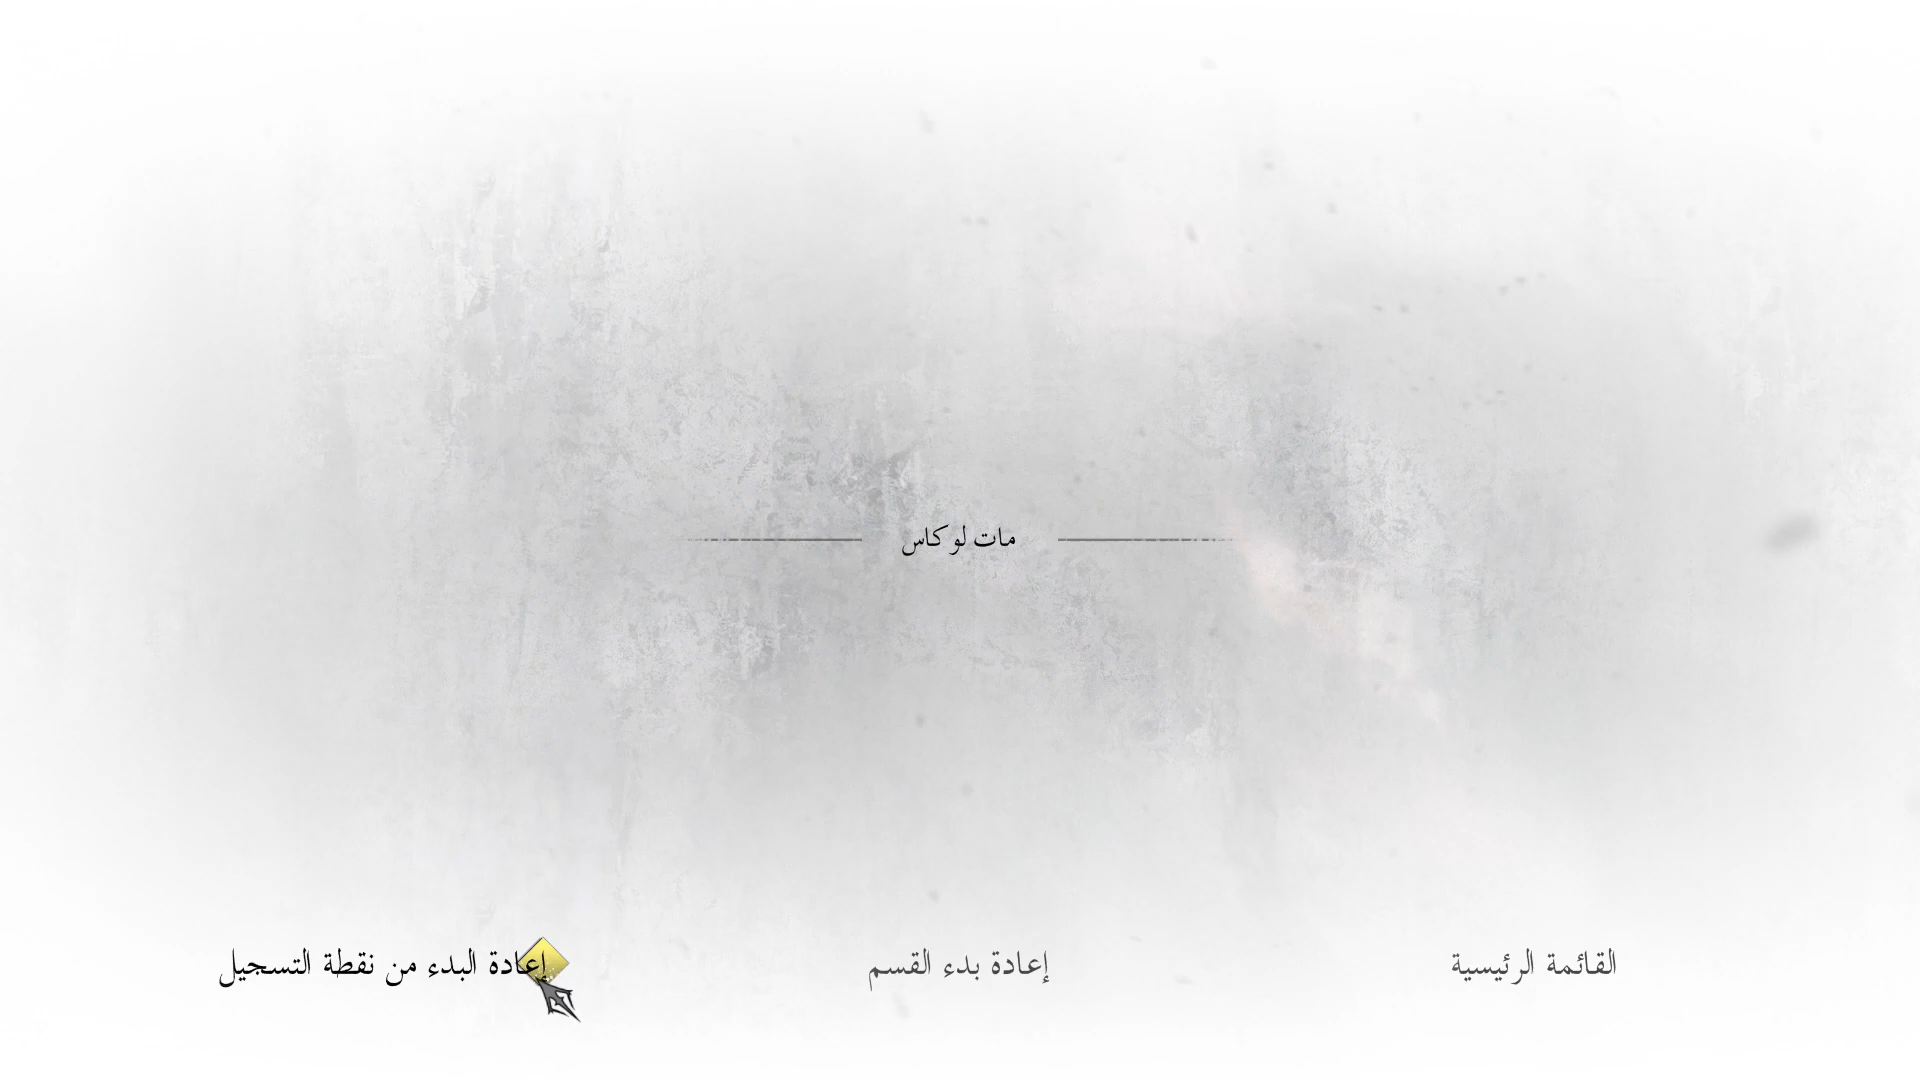 مات لوكاس
القائمة الرئيسية
إعادة بدء القسم
إعادة البدء من نقطة التسجيل